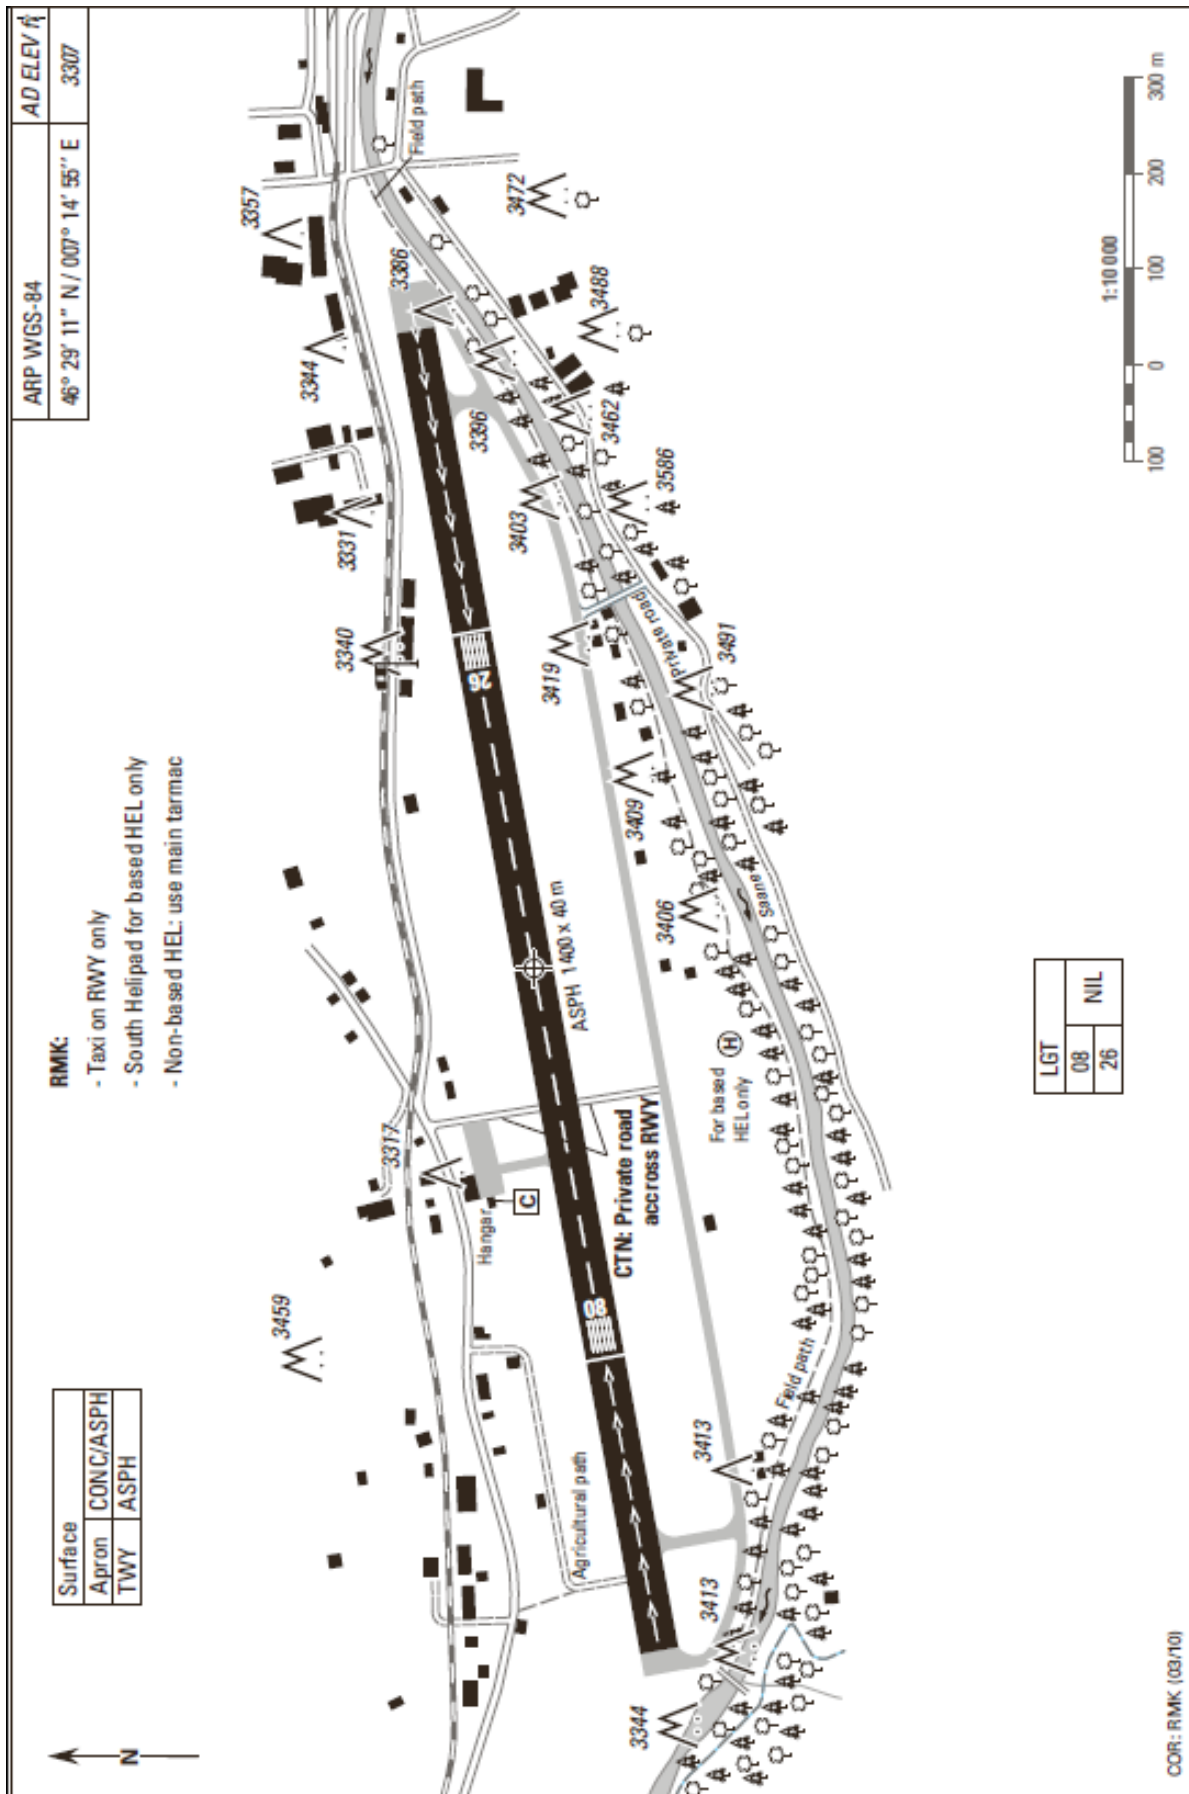 Surface
Apron CONC/ASPH
TWY ASPH
RMK:
- Taxi on RWY only
- South Helipad for based HEL only
- Non-based HEL: use main tarmac
ARP WGS-84 AD ELEV ft
46° 29' 11" N / 007° 14' 55" E 3307
N
3459
3317
3340
3331
3344
3357
Hangar
C
Agricultural path
08
26
ASPH 1400 x 40 m
CTN: Private road
accross RWY
For based
HEL only
H
3344
3413
3413
Field path
3406
3409
3419
3403
3396
3386
Field path
3472
3488
3462
3586
3491
Private road
Saane
LGT
08 NIL
26
1:10 000
100 0 100 200 300 m
COR: RMK (03/10)